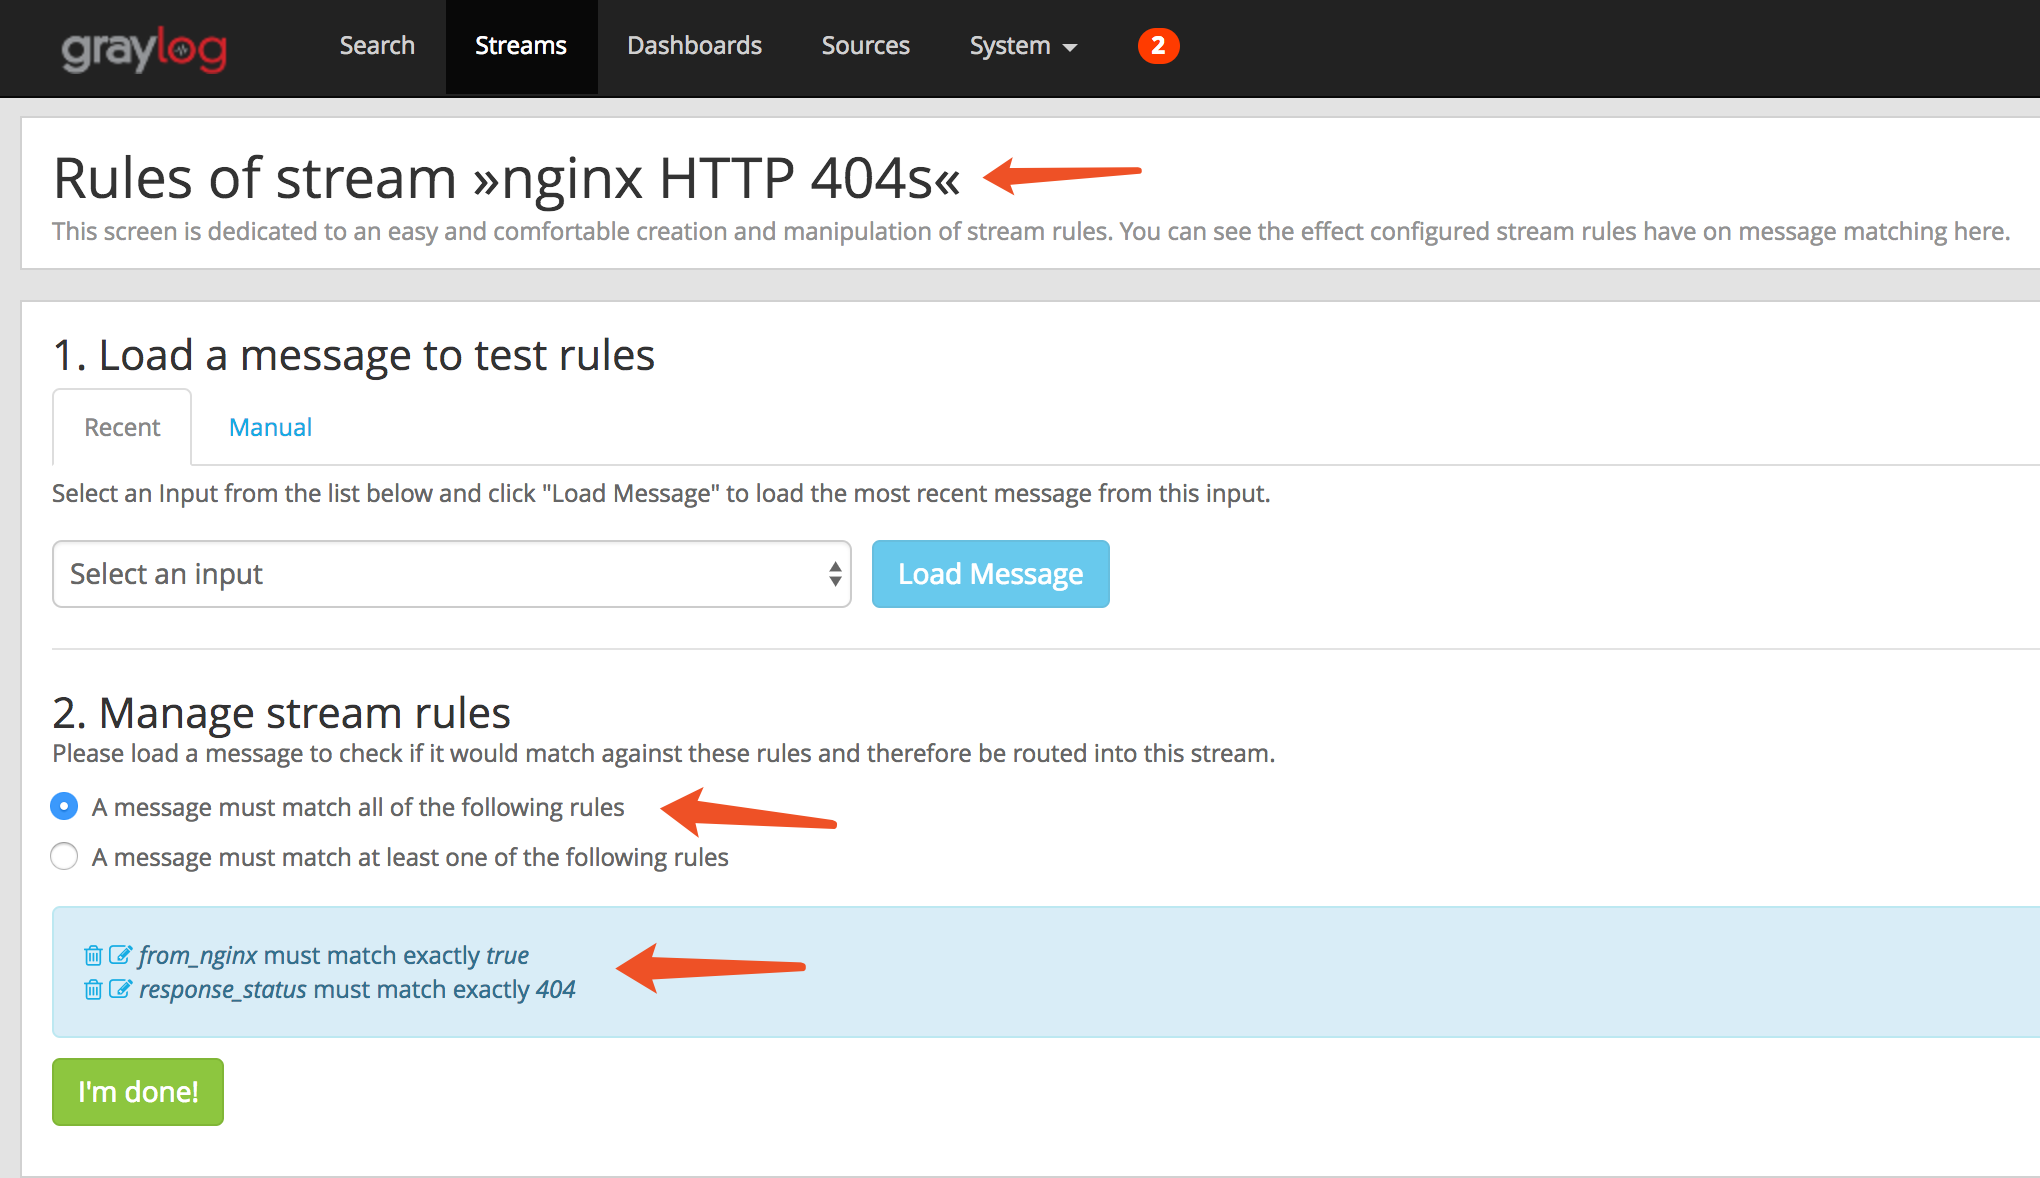 graylog Search Streams Dashboards Sources System 2
Rules of stream »nginx HTTP 404s«
This screen is dedicated to an easy and comfortable creation and manipulation of stream rules. You can see the effect configured stream rules have on message matching here.
1. Load a message to test rules
Recent Manual
Select an Input from the list below and click "Load Message" to load the most recent message from this input.
Select an input Load Message
2. Manage stream rules
Please load a message to check if it would match against these rules and therefore be routed into this stream.
A message must match all of the following rules
A message must match at least one of the following rules
from_nginx must match exactly true
response_status must match exactly 404
I'm done!